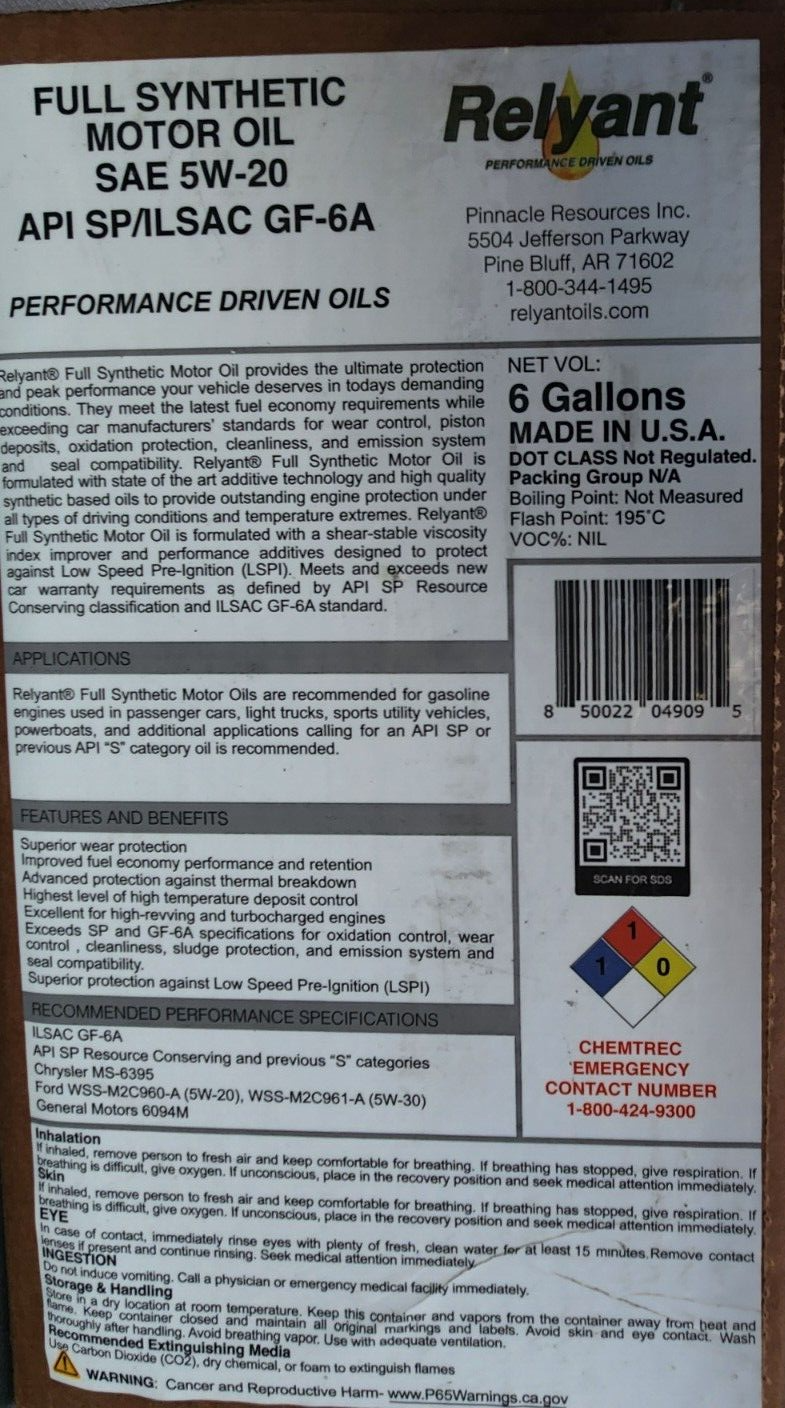 FULL SYNTHETIC
MOTOR OIL
SAE 5W-20
API SP/ILSAC GF-6A
PERFORMANCE DRIVEN OILS
Relyant®
PERFORMANCE DRIVEN OILS
Pinnacle Resources Inc.
5504 Jefferson Parkway
Pine Bluff, AR 71602
1-800-344-1495
relyantoils.com
Relyant® Full Synthetic Motor Oil provides the ultimate protection
and peak performance your vehicle deserves in todays demanding
conditions. They meet the latest fuel economy requirements while
exceeding car manufacturers' standards for wear control, piston
deposits, oxidation protection, cleanliness, and emission system
and seal compatibility. Relyant® Full Synthetic Motor Oil is
formulated with state of the art additive technology and high quality
synthetic based oils to provide outstanding engine protection under
all types of driving conditions and temperature extremes. Relyant®
Full Synthetic Motor Oil is formulated with a shear-stable viscosity
index improver and performance additives designed to protect
against Low Speed Pre-Ignition (LSPI). Meets and exceeds new
car warranty requirements as defined by API SP Resource
Conserving classification and ILSAC GF-6A standard.
NET VOL:
6 Gallons
MADE IN U.S.A.
DOT CLASS Not Regulated.
Packing Group N/A
Boiling Point: Not Measured
Flash Point: 195°C
VOC%: NIL
8 50022 04909 5
APPLICATIONS
Relyant® Full Synthetic Motor Oils are recommended for gasoline
engines used in passenger cars, light trucks, sports utility vehicles,
powerboats, and additional applications calling for an API SP or
previous API "S" category oil is recommended.
FEATURES AND BENEFITS
Superior wear protection
Improved fuel economy performance and retention
Advanced protection against thermal breakdown
Highest level of high temperature deposit control
Excellent for high-revving and turbocharged engines
Exceeds SP and GF-6A specifications for oxidation control, wear
control , cleanliness, sludge protection, and emission system and
seal compatibility.
Superior protection against Low Speed Pre-Ignition (LSPI)
SCAN FOR SDS
1
1 0
CHEMTREC
EMERGENCY
CONTACT NUMBER
1-800-424-9300
RECOMMENDED PERFORMANCE SPECIFICATIONS
ILSAC GF-6A
API SP Resource Conserving and previous "S" categories
Chrysler MS-6395
Ford WSS-M2C960-A (5W-20), WSS-M2C961-A (5W-30)
General Motors 6094M
Inhalation
If inhaled, remove person to fresh air and keep comfortable for breathing. If breathing has stopped, give respiration. If
breathing is difficult, give oxygen. If unconscious, place in the recovery position and seek medical attention immediately.
Skin
If inhaled, remove person to fresh air and keep comfortable for breathing. If breathing has stopped, give respiration. If
breathing is difficult, give oxygen. If unconscious, place in the recovery position and seek medical attention immediately.
EYE
In case of contact, immediately rinse eyes with plenty of fresh, clean water for at least 15 minutes. Remove contact
lenses if present and continue rinsing. Seek medical attention immediately.
INGESTION
Do not induce vomiting. Call a physician or emergency medical facility immediately.
Storage & Handling
Store in a dry location at room temperature. Keep this container and vapors from the container away from heat and
flame. Keep container closed and maintain all original markings and labels. Avoid skin and eye contact. Wash
thoroughly after handling. Avoid breathing vapor. Use with adequate ventilation.
Recommended Extinguishing Media
Use Carbon Dioxide (CO2), dry chemical, or foam to extinguish flames
WARNING: Cancer and Reproductive Harm- www.P65Warnings.ca.gov